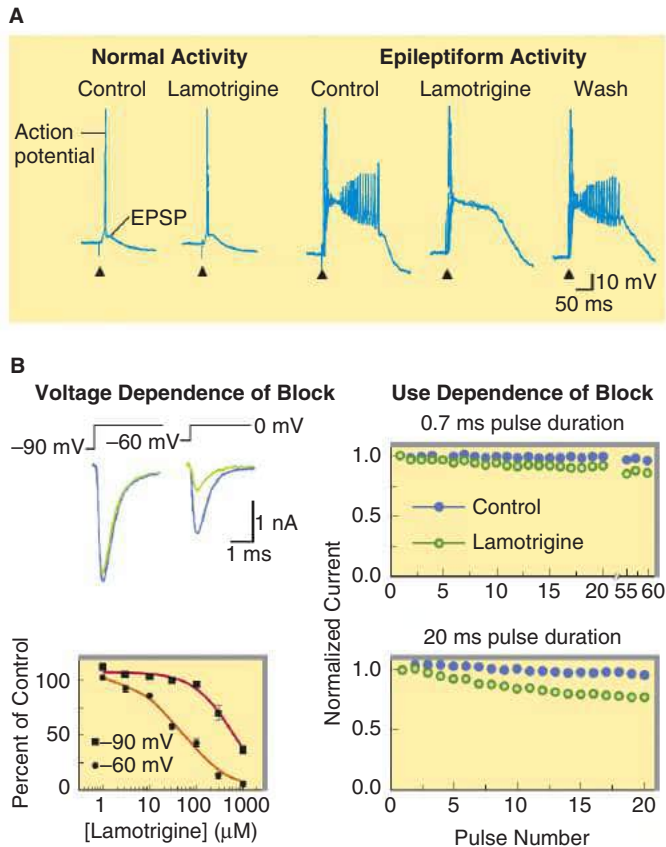 A
Normal Activity
Epileptiform Activity
Control
Lamotrigine
Control
Lamotrigine
Wash
Action
potential
EPSP
10 mV
50 ms
B
Voltage Dependence of Block
–90 mV
–60 mV
0 mV
1 nA
1 ms
Percent of Control
100
50
0
–90 mV
–60 mV
1
10
100
1000
[Lamotrigine] (μM)
Use Dependence of Block
0.7 ms pulse duration
Normalized Current
1.0
0.5
0.0
Control
Lamotrigine
0
5
10
15
20
55
60
20 ms pulse duration
1.0
0.5
0.0
0
5
10
15
20
Pulse Number